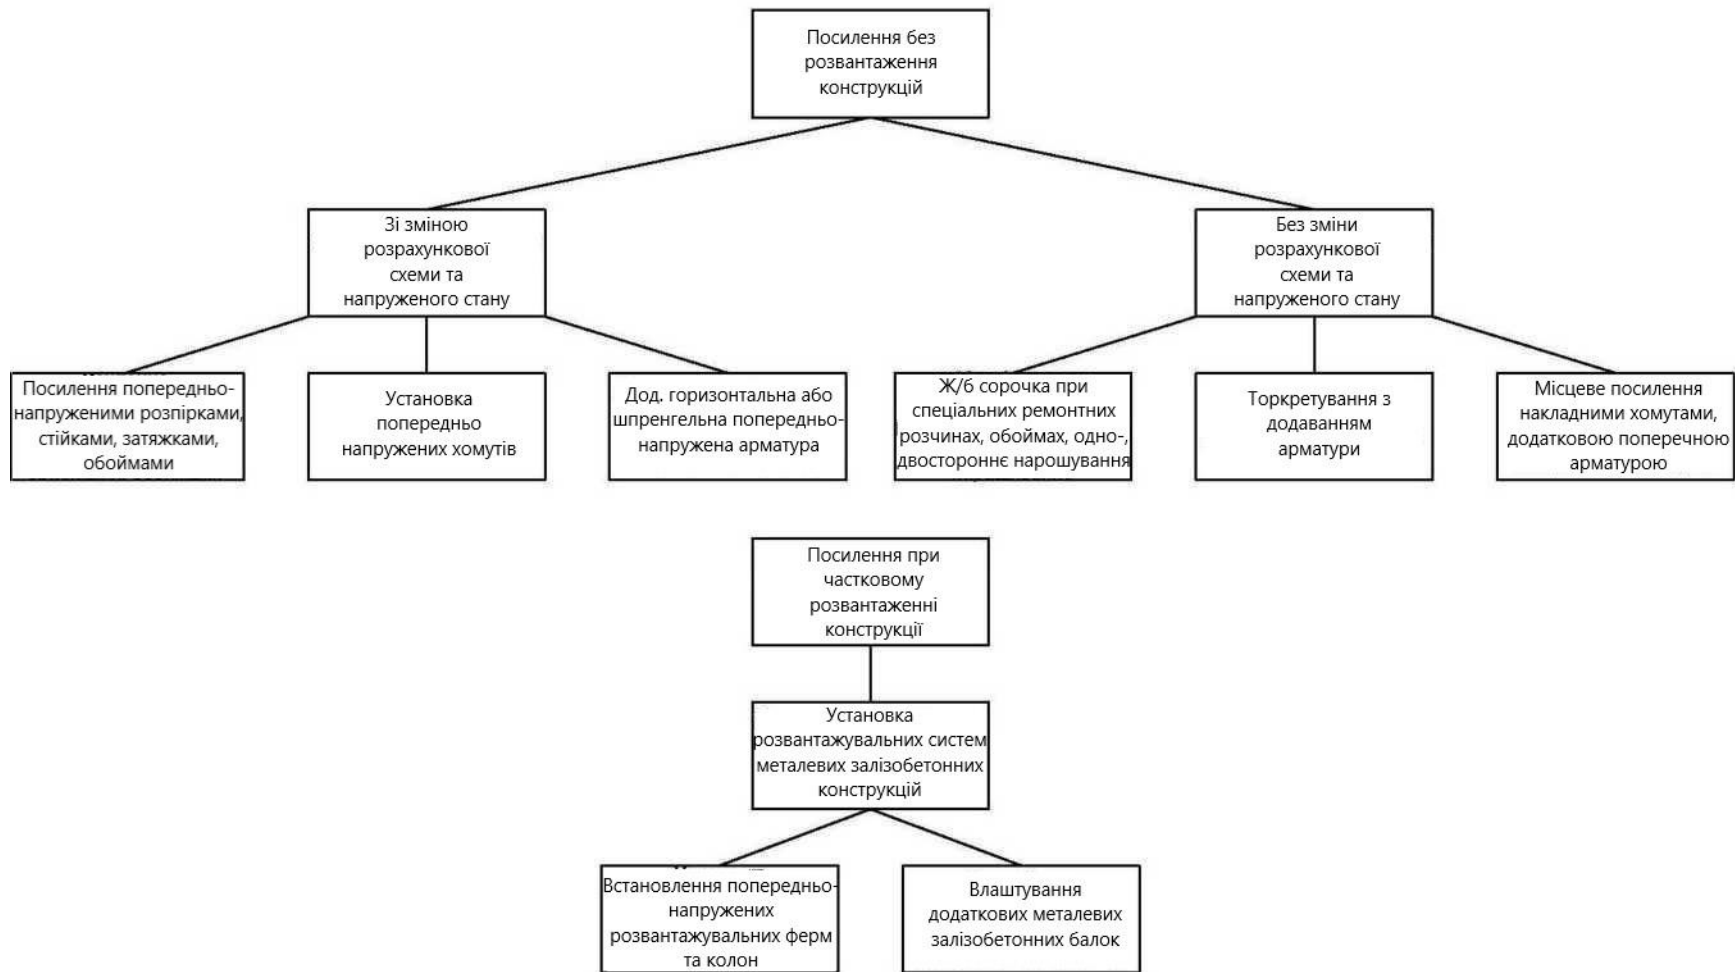 Посилення без
розвантаження
конструкцій
Зі зміною
розрахункової
схеми та
напруженого стану
Без зміни
розрахункової
схеми та
напруженого стану
Посилення попередньо-
напруженими розпірками,
стійками, затяжками,
обоймами
Установка
попередньо
напружених хомутів
Дод. горизонтальна або
шпренгельна попередньо-
напружена арматура
Ж/б сорочка при
спеціальних ремонтних
розчинах, обоймах, одно-,
двостороннє нарошування
Торкретування з
додаванням
арматури
Місцеве посилення
накладними хомутами,
додатковою поперечною
арматурою
Посилення при
частковому
розвантаженні
конструкції
Установка
розвантажувальних систем
металевих залізобетонних
конструкцій
Встановлення попередньо-
напружених
розвантажувальних ферм
та колон
Влаштування
додаткових металевих
залізобетонних балок